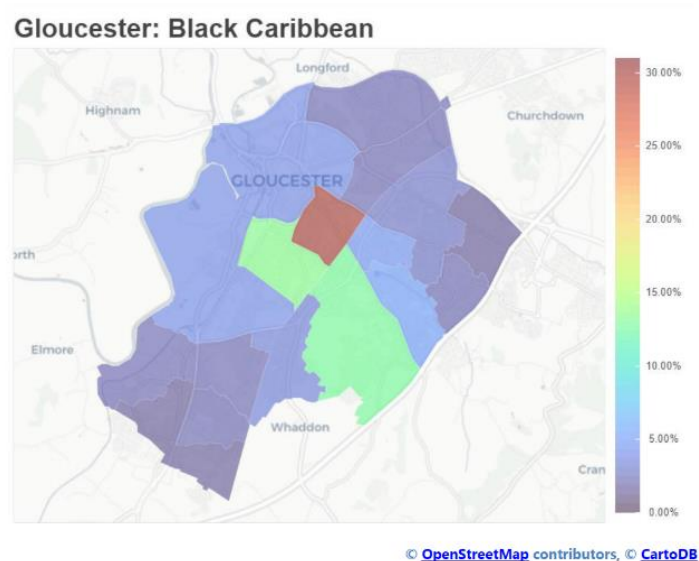 Gloucester: Black Caribbean
Longford
Highnam
Churchdown
GLOUCESTER
orth
Elmore
Whaddon
Cran
30.00%
25.00%
20.00%
15.00%
10.00%
5.00%
0.00%
© OpenStreetMap contributors, © CartoDB